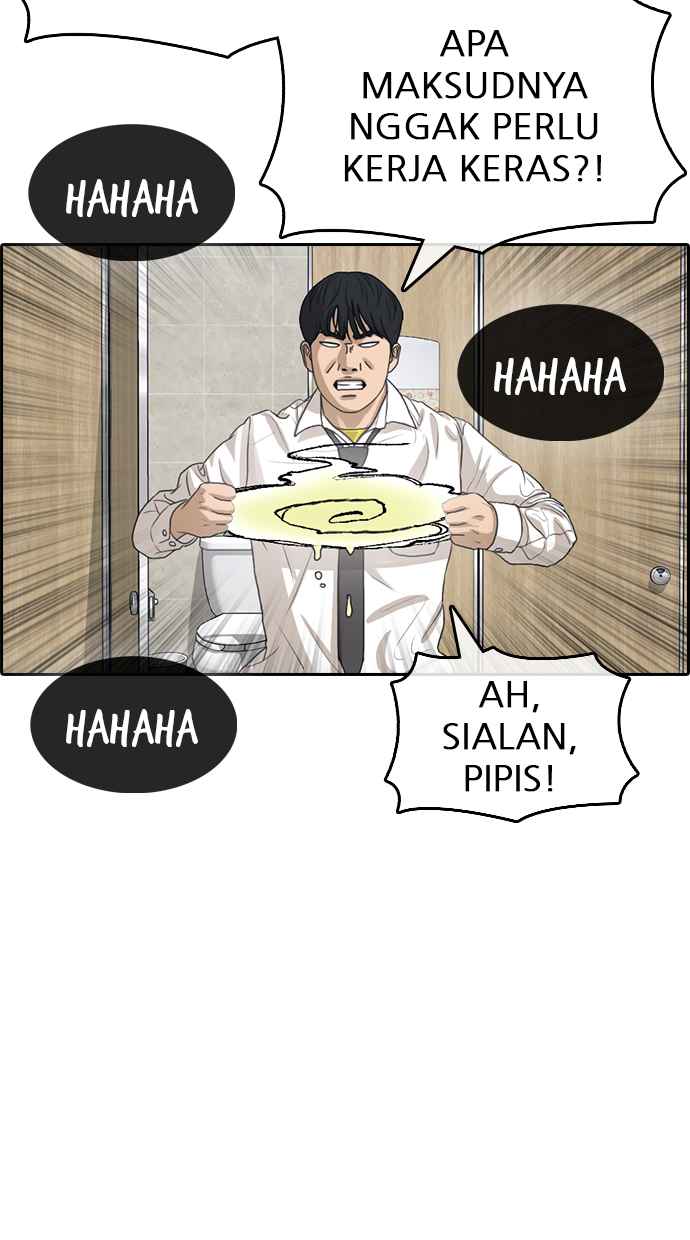 APA
MAKSUDNYA
NGGAK PERLU
KERJA KERAS?!
HAHAHA
HAHAHA
HAHAHA
AH,
SIALAN,
PIPIS!